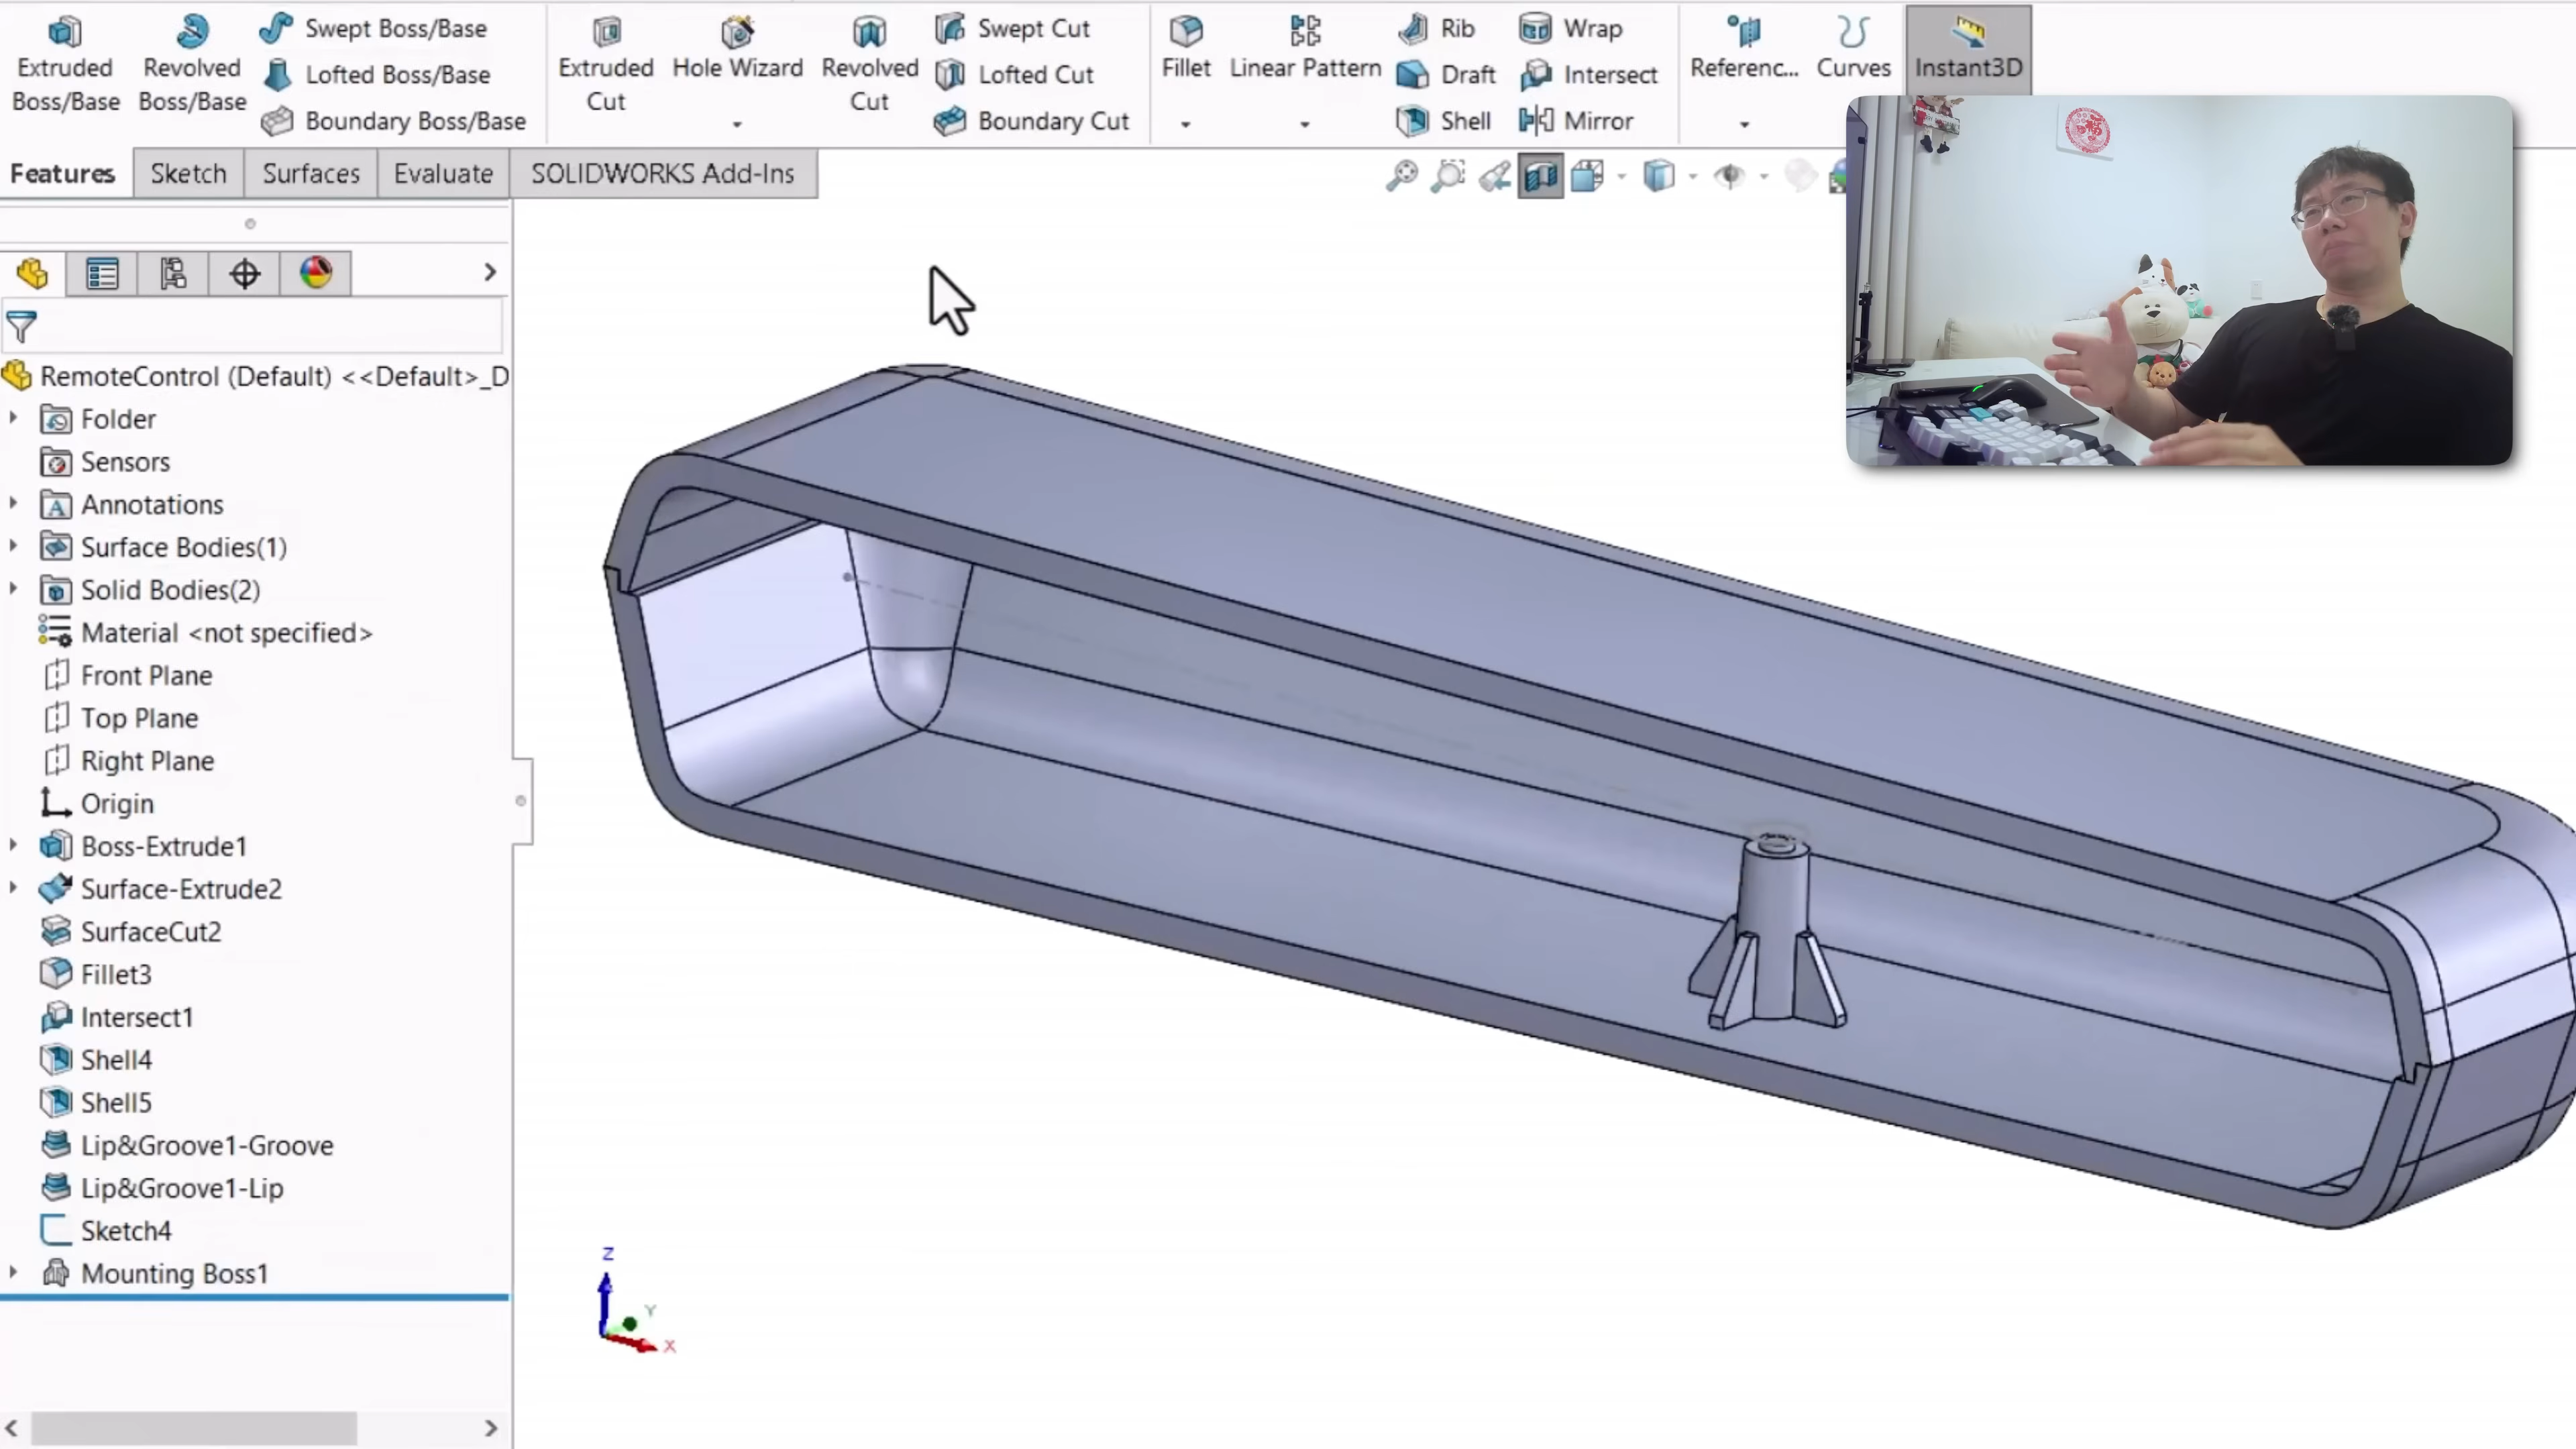 Extruded Boss/Base
Revolved Boss/Base
Swept Boss/Base
Lofted Boss/Base
Boundary Boss/Base
Extruded Cut
Hole Wizard
Revolved Cut
Swept Cut
Lofted Cut
Boundary Cut
Fillet
Linear Pattern
Rib
Draft
Shell
Wrap
Intersect
Mirror
Referenc...
Curves
Instant3D
Features
Sketch
Surfaces
Evaluate
SOLIDWORKS Add-Ins
RemoteControl (Default) <<Default>_D
Folder
Sensors
Annotations
Surface Bodies(1)
Solid Bodies(2)
Material <not specified>
Front Plane
Top Plane
Right Plane
Origin
Boss-Extrude1
Surface-Extrude2
SurfaceCut2
Fillet3
Intersect1
Shell4
Shell5
Lip&Groove1-Groove
Lip&Groove1-Lip
Sketch4
Mounting Boss1
Z
Y
X